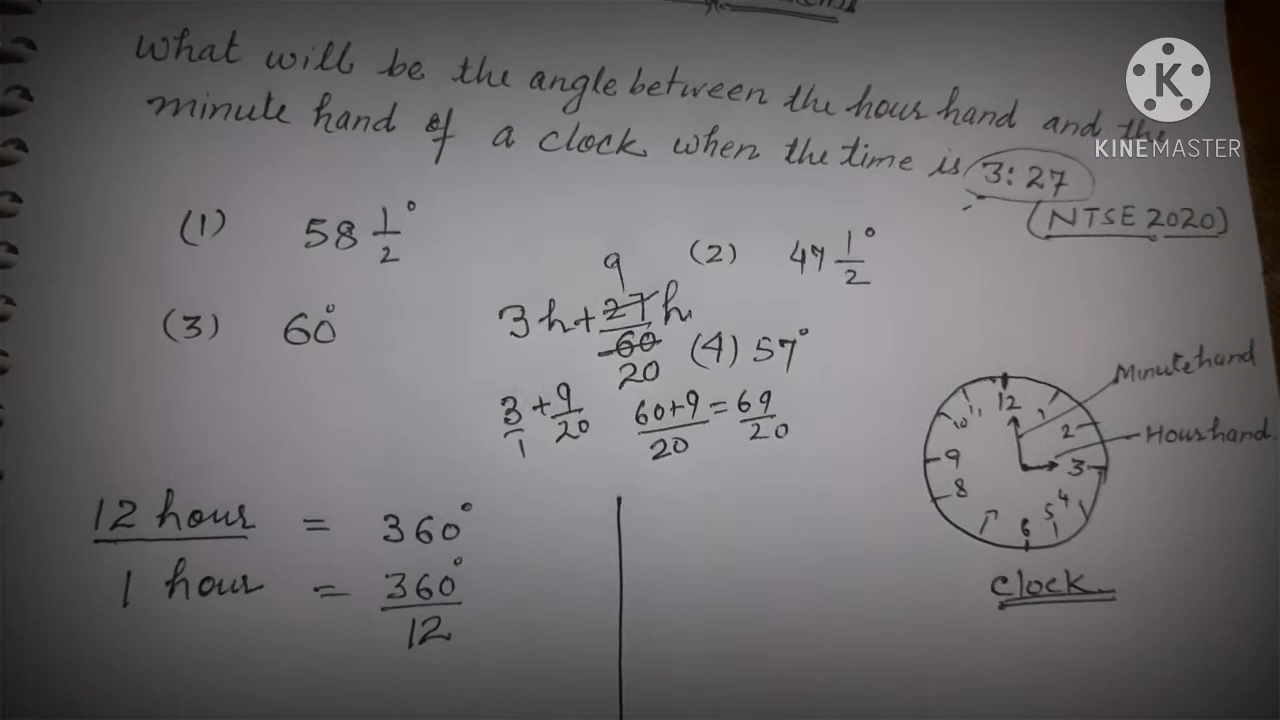 What will be the angle between the hour hand and the
minute hand of a clock when the time is 3:27
(NTSE 2020)
(1) 58 1/2°
(2) 47 1/2°
(3) 60°
3h + 27/60 h
9
20
(4) 57°
3/1 + 9/20
60+9/20 = 69/20
12 hour = 360°
1 hour = 360°/12
Minute hand
Hour hand
12
1
2
3
4
5
6
7
8
9
10
11
Clock
K
KINEMASTER